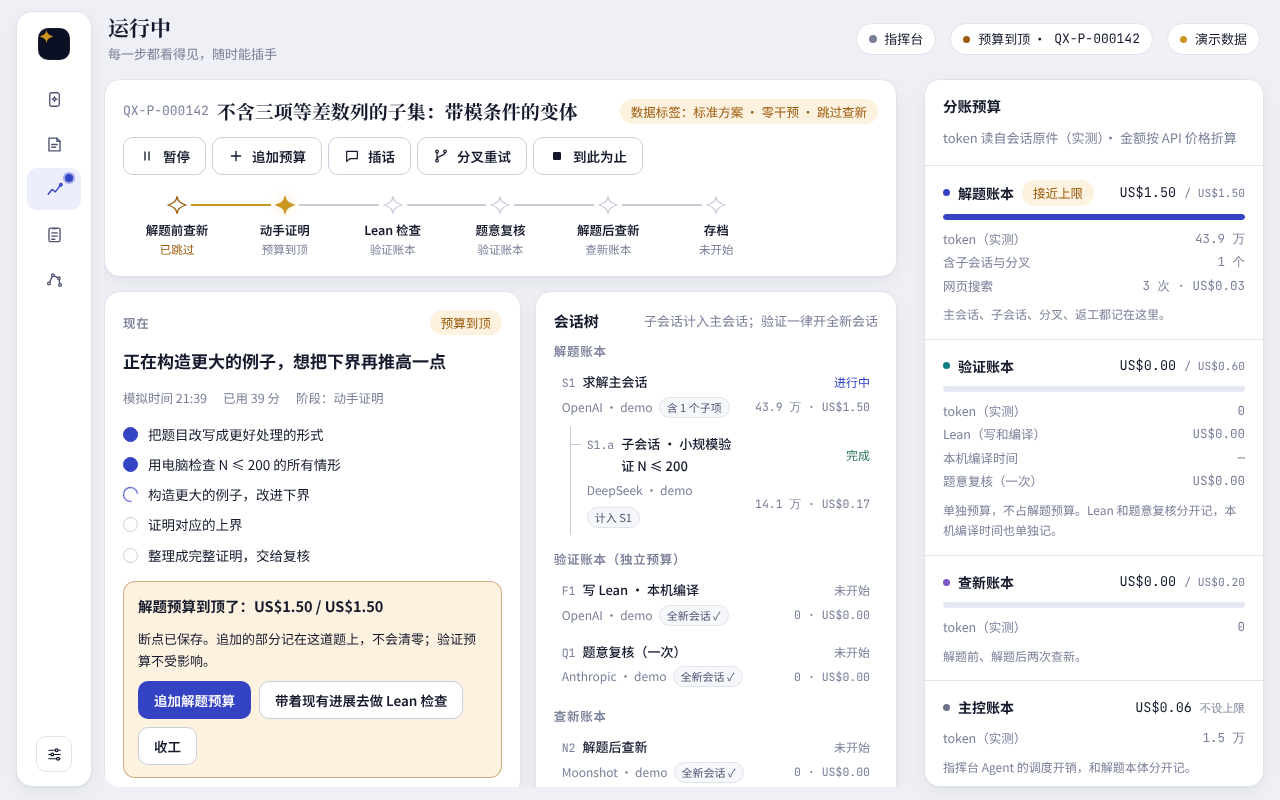 运行中
每一步都看得见，随时能插手
指挥台
预算到顶 · QX-P-000142
演示数据
QX-P-000142 不含三项等差数列的子集：带模条件的变体
数据标签：标准方案 · 零干预 · 跳过查新
暂停
追加预算
插话
分叉重试
到此为止
解题前查新
已跳过
动手证明
预算到顶
Lean 检查
验证账本
题意复核
验证账本
解题后查新
查新账本
存档
未开始
现在
预算到顶
正在构造更大的例子，想把下界再推高一点
模拟时间 21:39 已用 39 分 阶段：动手证明
把题目改写成更好处理的形式
用电脑检查 N ≤ 200 的所有情形
构造更大的例子，改进下界
证明对应的上界
整理成完整证明，交给复核
解题预算到顶了：US$1.50 / US$1.50
断点已保存。追加的部分记在这道题上，不会清零；验证预
算不受影响。
追加解题预算
带着现有进展去做 Lean 检查
收工
会话树
子会话计入主会话；验证一律开全新会话
解题账本
S1 求解主会话 进行中
OpenAI · demo 含 1 个子项 43.9 万 · US$1.50
S1.a 子会话 · 小规模验
证 N ≤ 200
完成
DeepSeek · demo
计入 S1
14.1 万 · US$0.17
验证账本（独立预算）
F1 写 Lean · 本机编译 未开始
OpenAI · demo 全新会话 ✓ 0 · US$0.00
Q1 题意复核（一次） 未开始
Anthropic · demo 全新会话 ✓ 0 · US$0.00
查新账本
N2 解题后查新 未开始
Moonshot · demo 全新会话 ✓ 0 · US$0.00
分账预算
token 读自会话原件（实测）· 金额按 API 价格折算
解题账本 接近上限 US$1.50 / US$1.50
token（实测） 43.9 万
含子会话与分叉 1 个
网页搜索 3 次 · US$0.03
主会话、子会话、分叉、返工都记在这里。
验证账本 US$0.00 / US$0.60
token（实测） 0
Lean（写和编译） US$0.00
本机编译时间 —
题意复核（一次） US$0.00
单独预算，不占解题预算。Lean 和题意复核分开记，本
机编译时间也单独记。
查新账本 US$0.00 / US$0.20
token（实测） 0
解题前、解题后两次查新。
主控账本 US$0.06 不设上限
token（实测） 1.5 万
指挥台 Agent 的调度开销，和解题本体分开记。